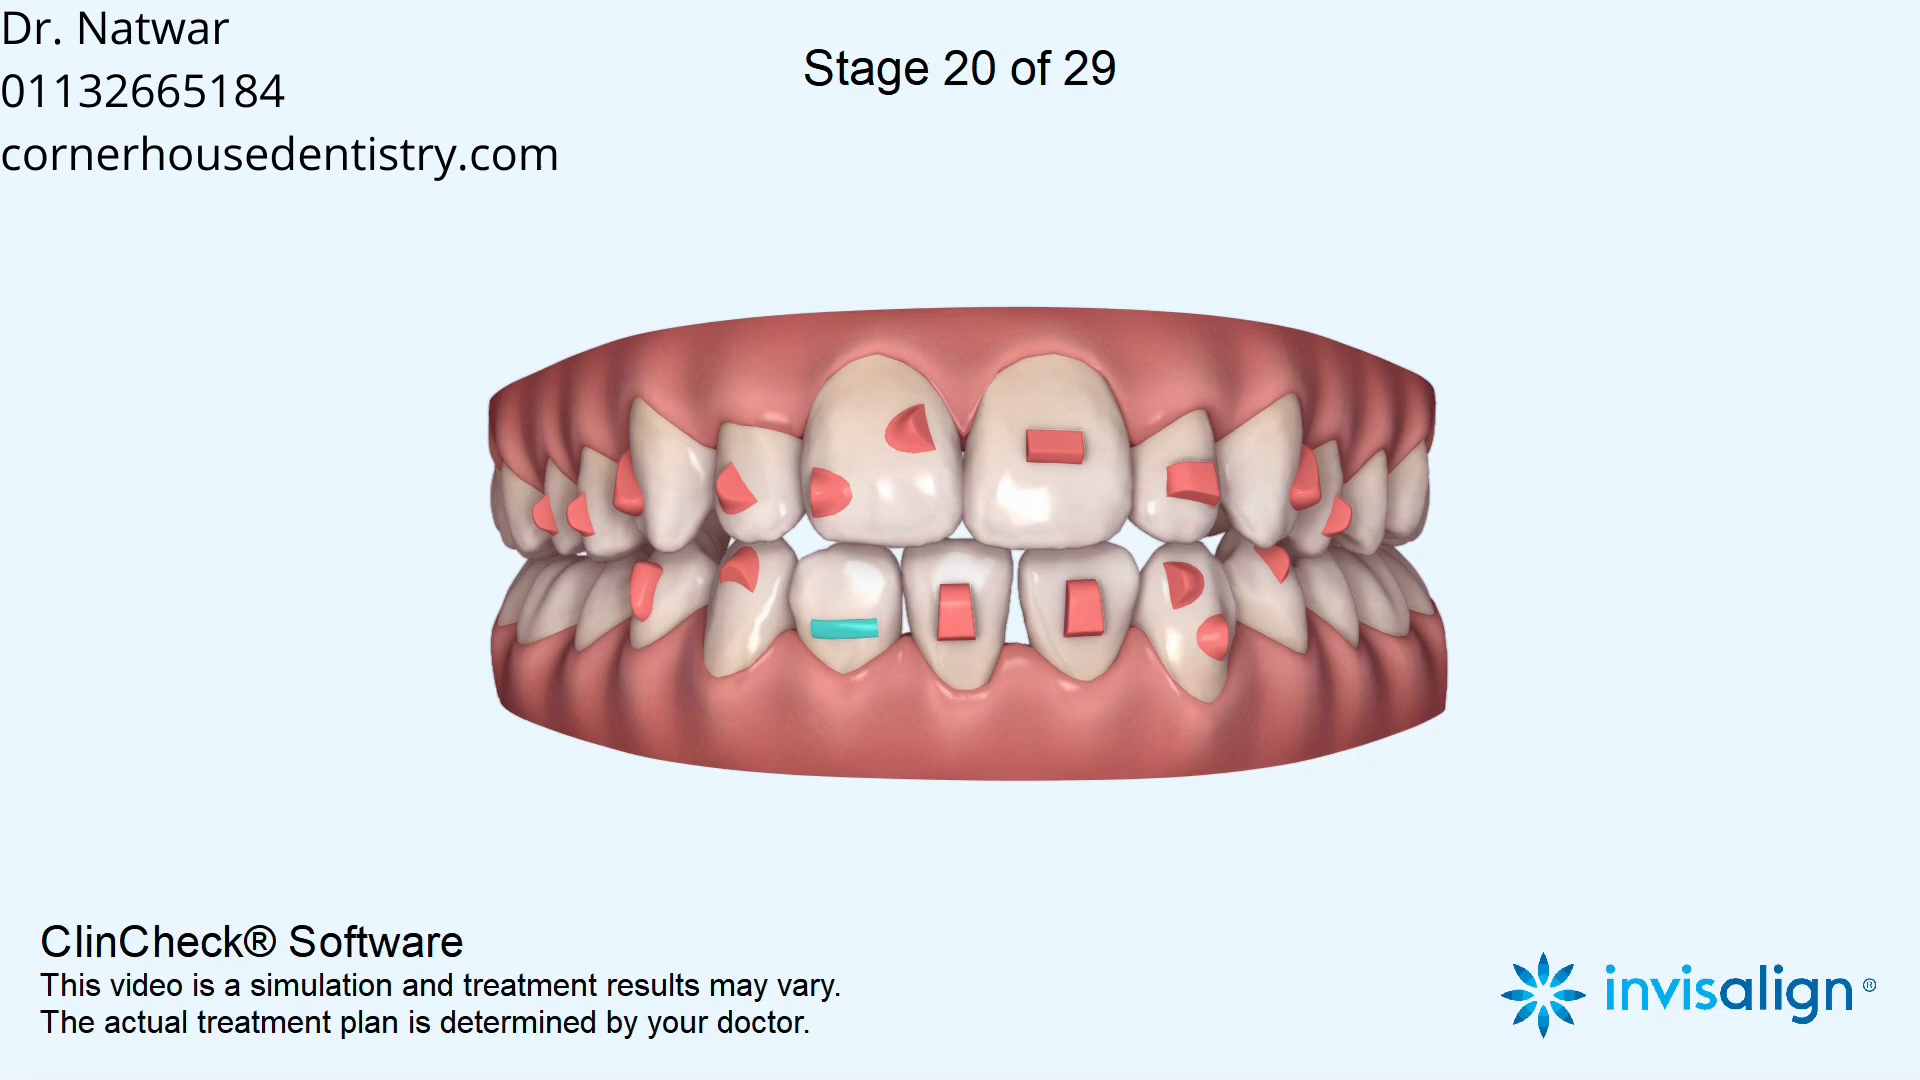 Dr. Natwar
01132665184
cornerhousedentistry.com
Stage 20 of 29
ClinCheck® Software
This video is a simulation and treatment results may vary.
The actual treatment plan is determined by your doctor.
invisalign®